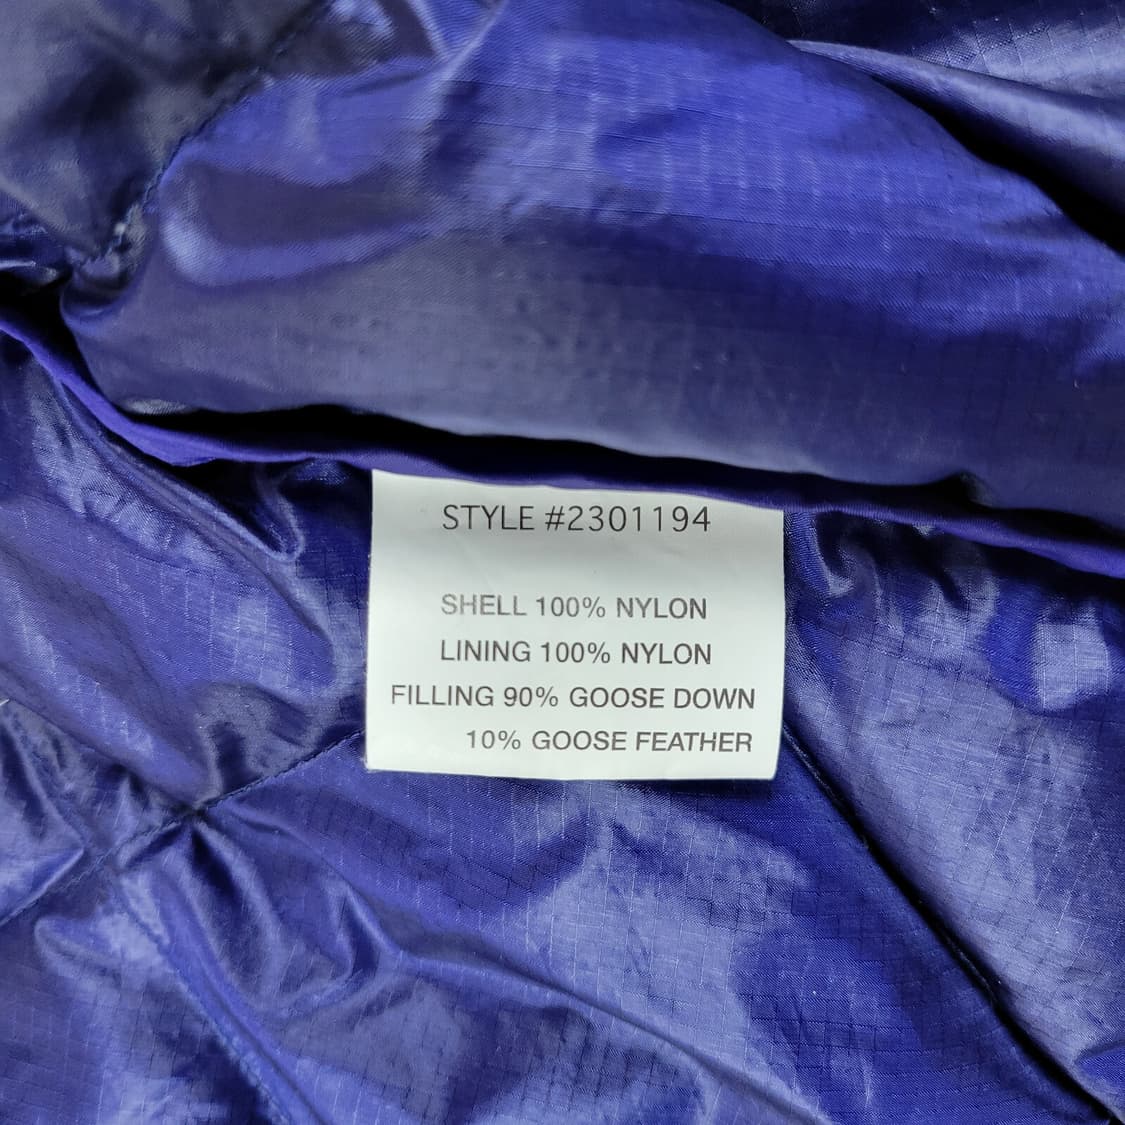 STYLE #2301194
SHELL 100% NYLON
LINING 100% NYLON
FILLING 90% GOOSE DOWN
10% GOOSE FEATHER